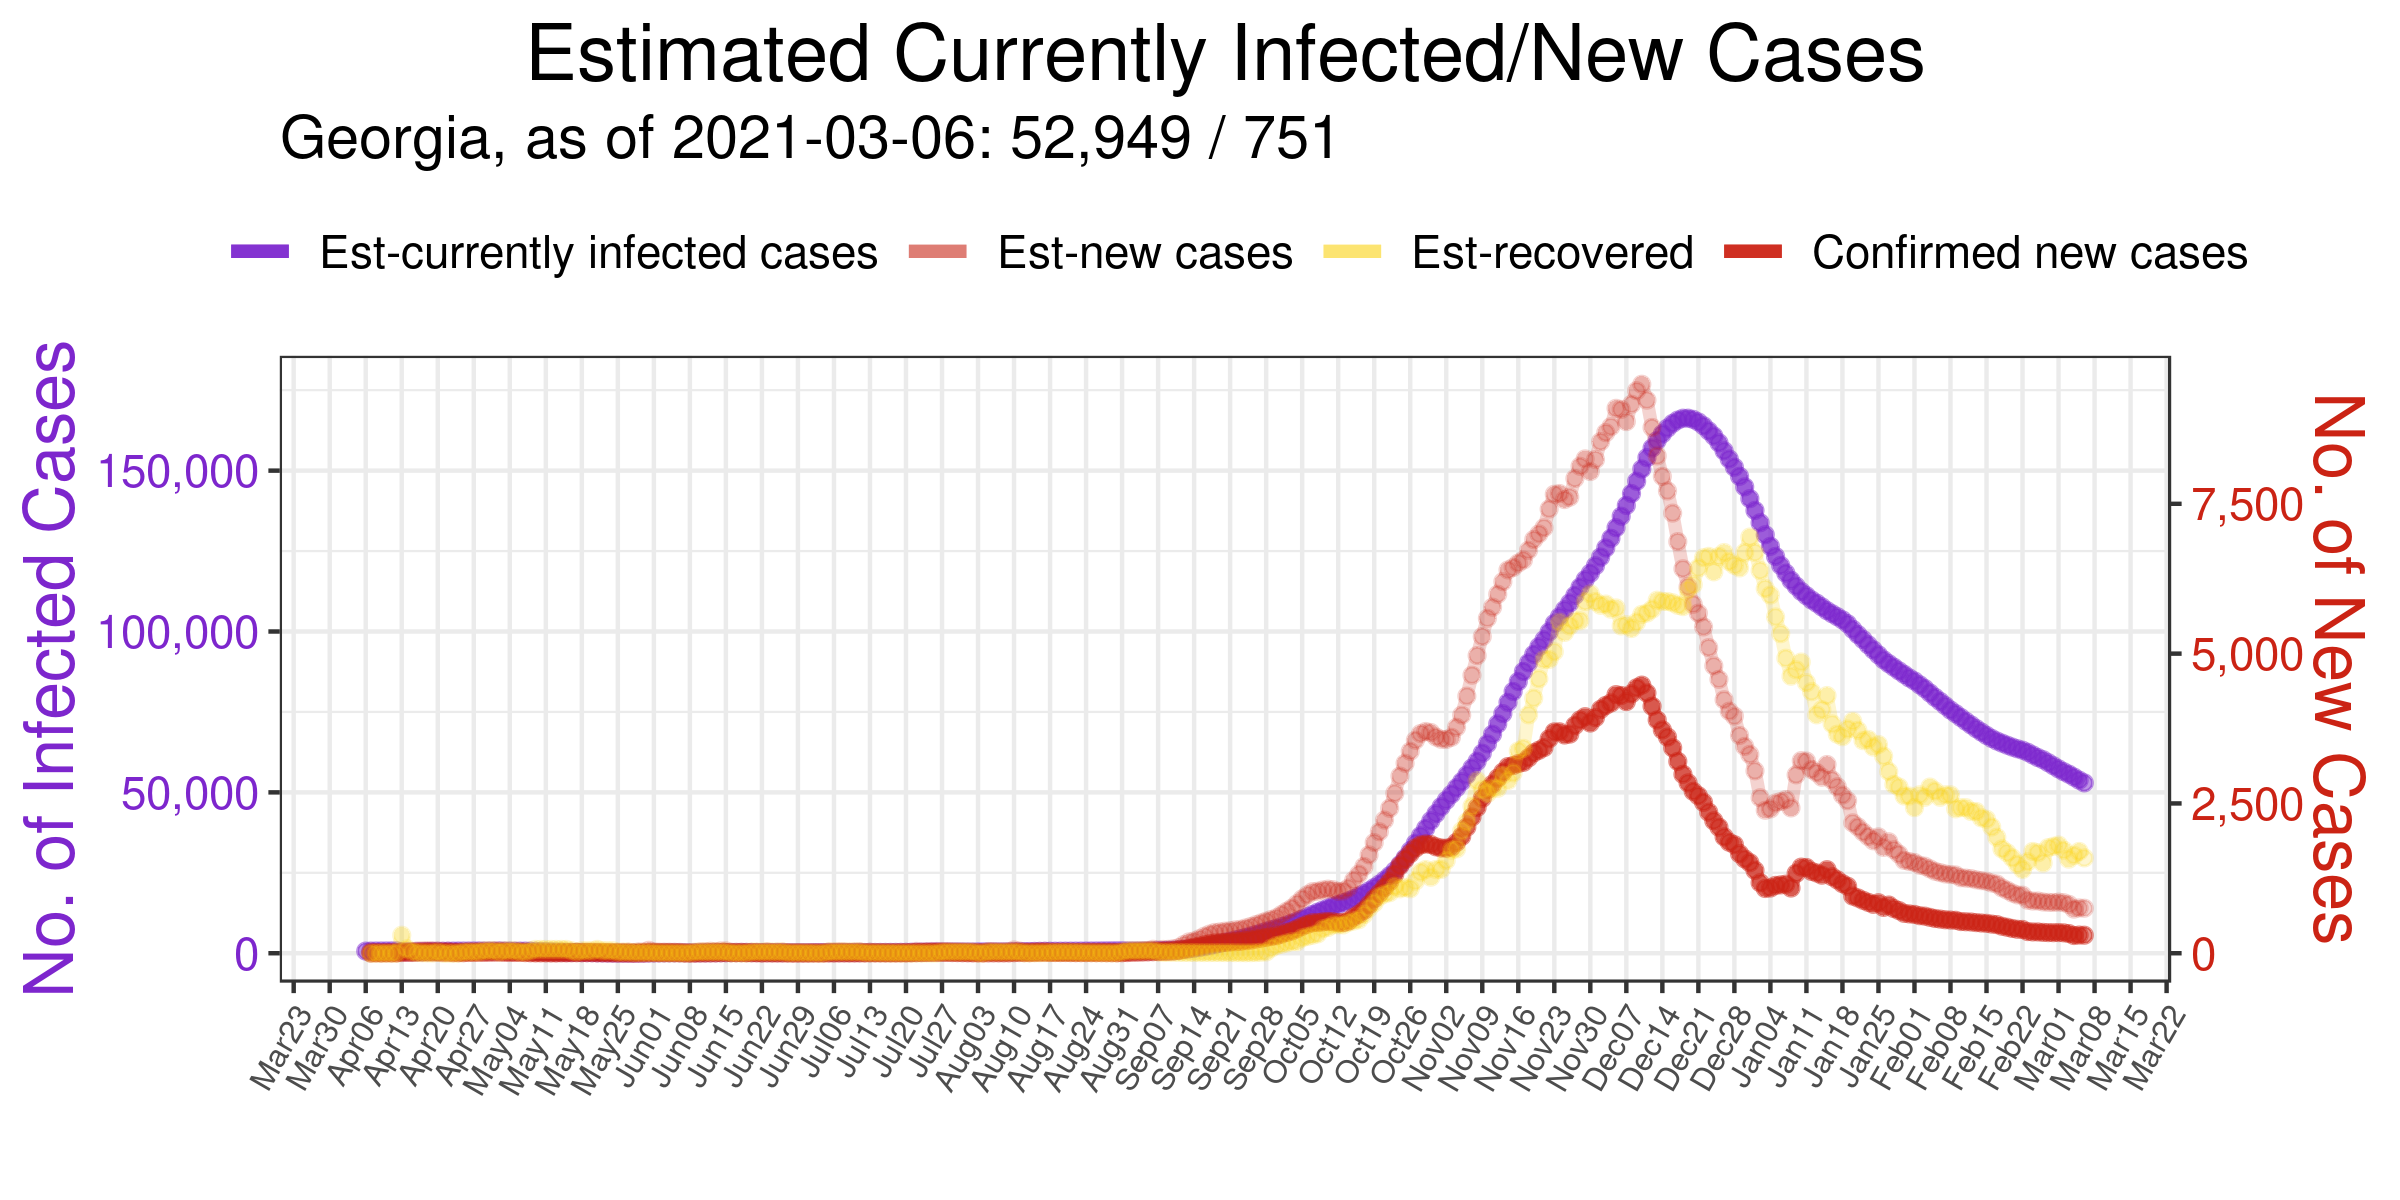 Estimated Currently Infected/New Cases
Georgia, as of 2021-03-06: 52,949 / 751
Est-currently infected cases Est-new cases Est-recovered Confirmed new cases
No. of Infected Cases
150,000
100,000
50,000
0
7,500
5,000
2,500
0
No. of New Cases
Mar23 Mar30 Apr06 Apr13 Apr20 Apr27 May04 May11 May18 May25 Jun01 Jun08 Jun15 Jun22 Jun29 Jul06 Jul13 Jul20 Jul27 Aug03 Aug10 Aug17 Aug24 Aug31 Sep07 Sep14 Sep21 Sep28 Oct05 Oct12 Oct19 Oct26 Nov02 Nov09 Nov16 Nov23 Nov30 Dec07 Dec14 Dec21 Dec28 Jan04 Jan11 Jan18 Jan25 Feb01 Feb08 Feb15 Feb22 Mar01 Mar08 Mar15 Mar22